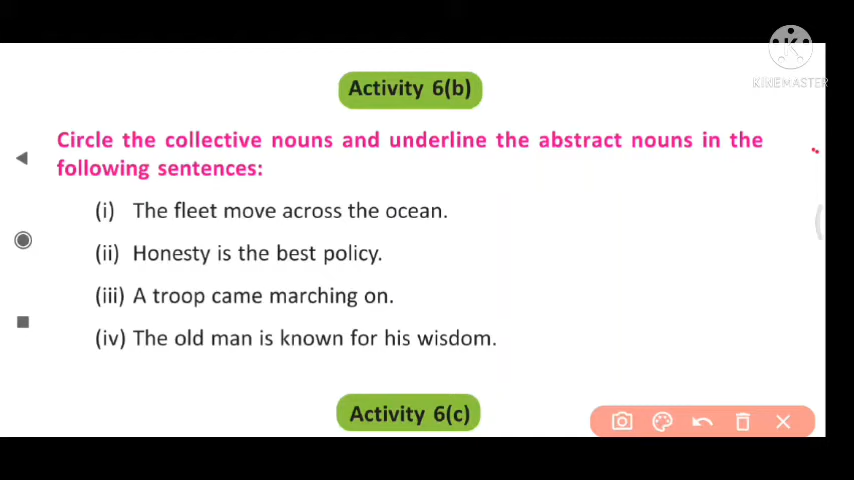 KINEMASTER
Activity 6(b)
Circle the collective nouns and underline the abstract nouns in the
following sentences:
(i) The fleet move across the ocean.
(ii) Honesty is the best policy.
(iii) A troop came marching on.
(iv) The old man is known for his wisdom.
Activity 6(c)